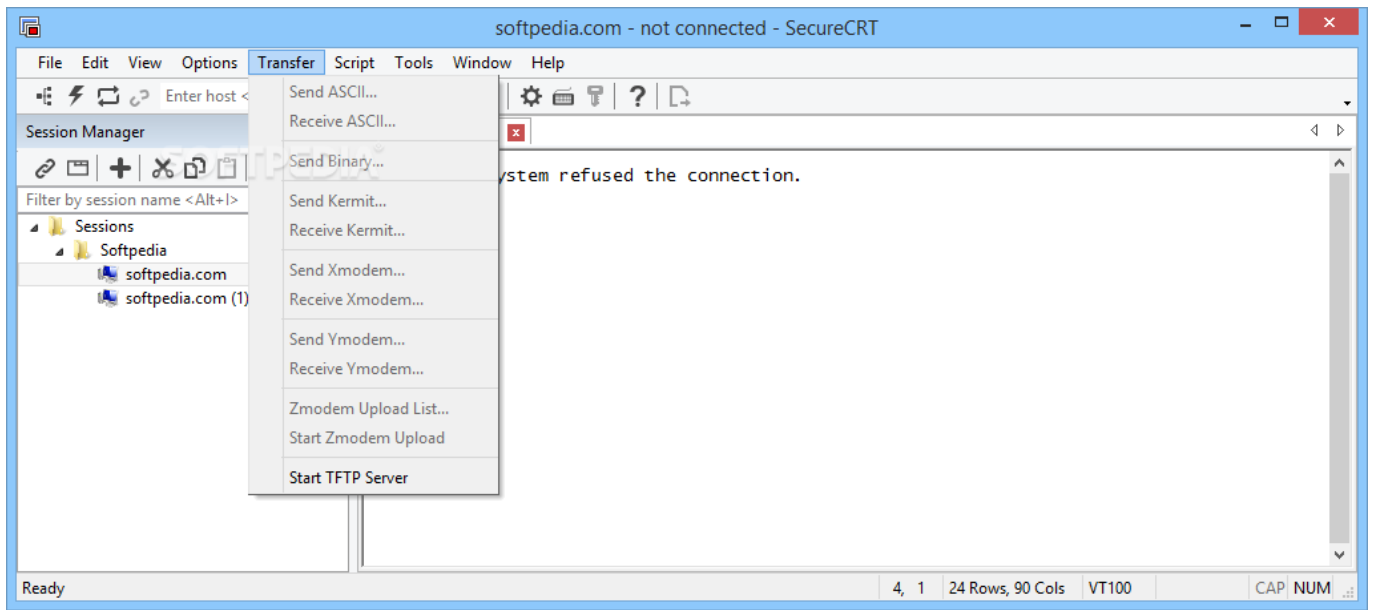 softpedia.com - not connected - SecureCRT
File Edit View Options Transfer Script Tools Window Help
Enter host <
Session Manager
Filter by session name <Alt+I>
Sessions
Softpedia
softpedia.com
softpedia.com (1)
Send ASCII...
Receive ASCII...
Send Binary...
Send Kermit...
Receive Kermit...
Send Xmodem...
Receive Xmodem...
Send Ymodem...
Receive Ymodem...
Zmodem Upload List...
Start Zmodem Upload
Start TFTP Server
ystem refused the connection.
SOFTPEDIA
Ready 4, 1 24 Rows, 90 Cols VT100 CAP NUM